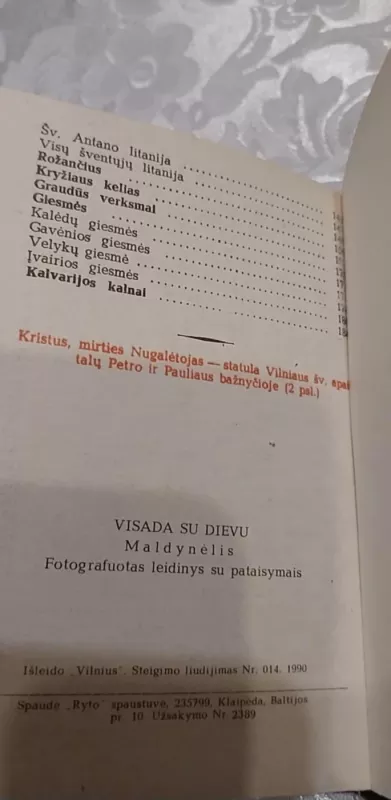 Šv. Antano litanija
Visų šventųjų litanija
Rožančius
Kryžiaus kelias
Graudūs verksmai
Giesmės
Kalėdų giesmės
Gavėnios giesmės
Velykų giesmė
Įvairios giesmės
Kalvarijos kalnai
Kristus, mirties Nugalėtojas — statula Vilniaus šv. apaš
talų Petro ir Pauliaus bažnyčioje (2 psl.)
VISADA SU DIEVU
Maldynėlis
Fotografuotas leidinys su pataisymais
Išleido „Vilnius". Steigimo liudijimas Nr. 014. 1990
Spaudė „Ryto" spaustuvė, 235799, Klaipėda, Baltijos
pr. 10 Užsakymo Nr 2389